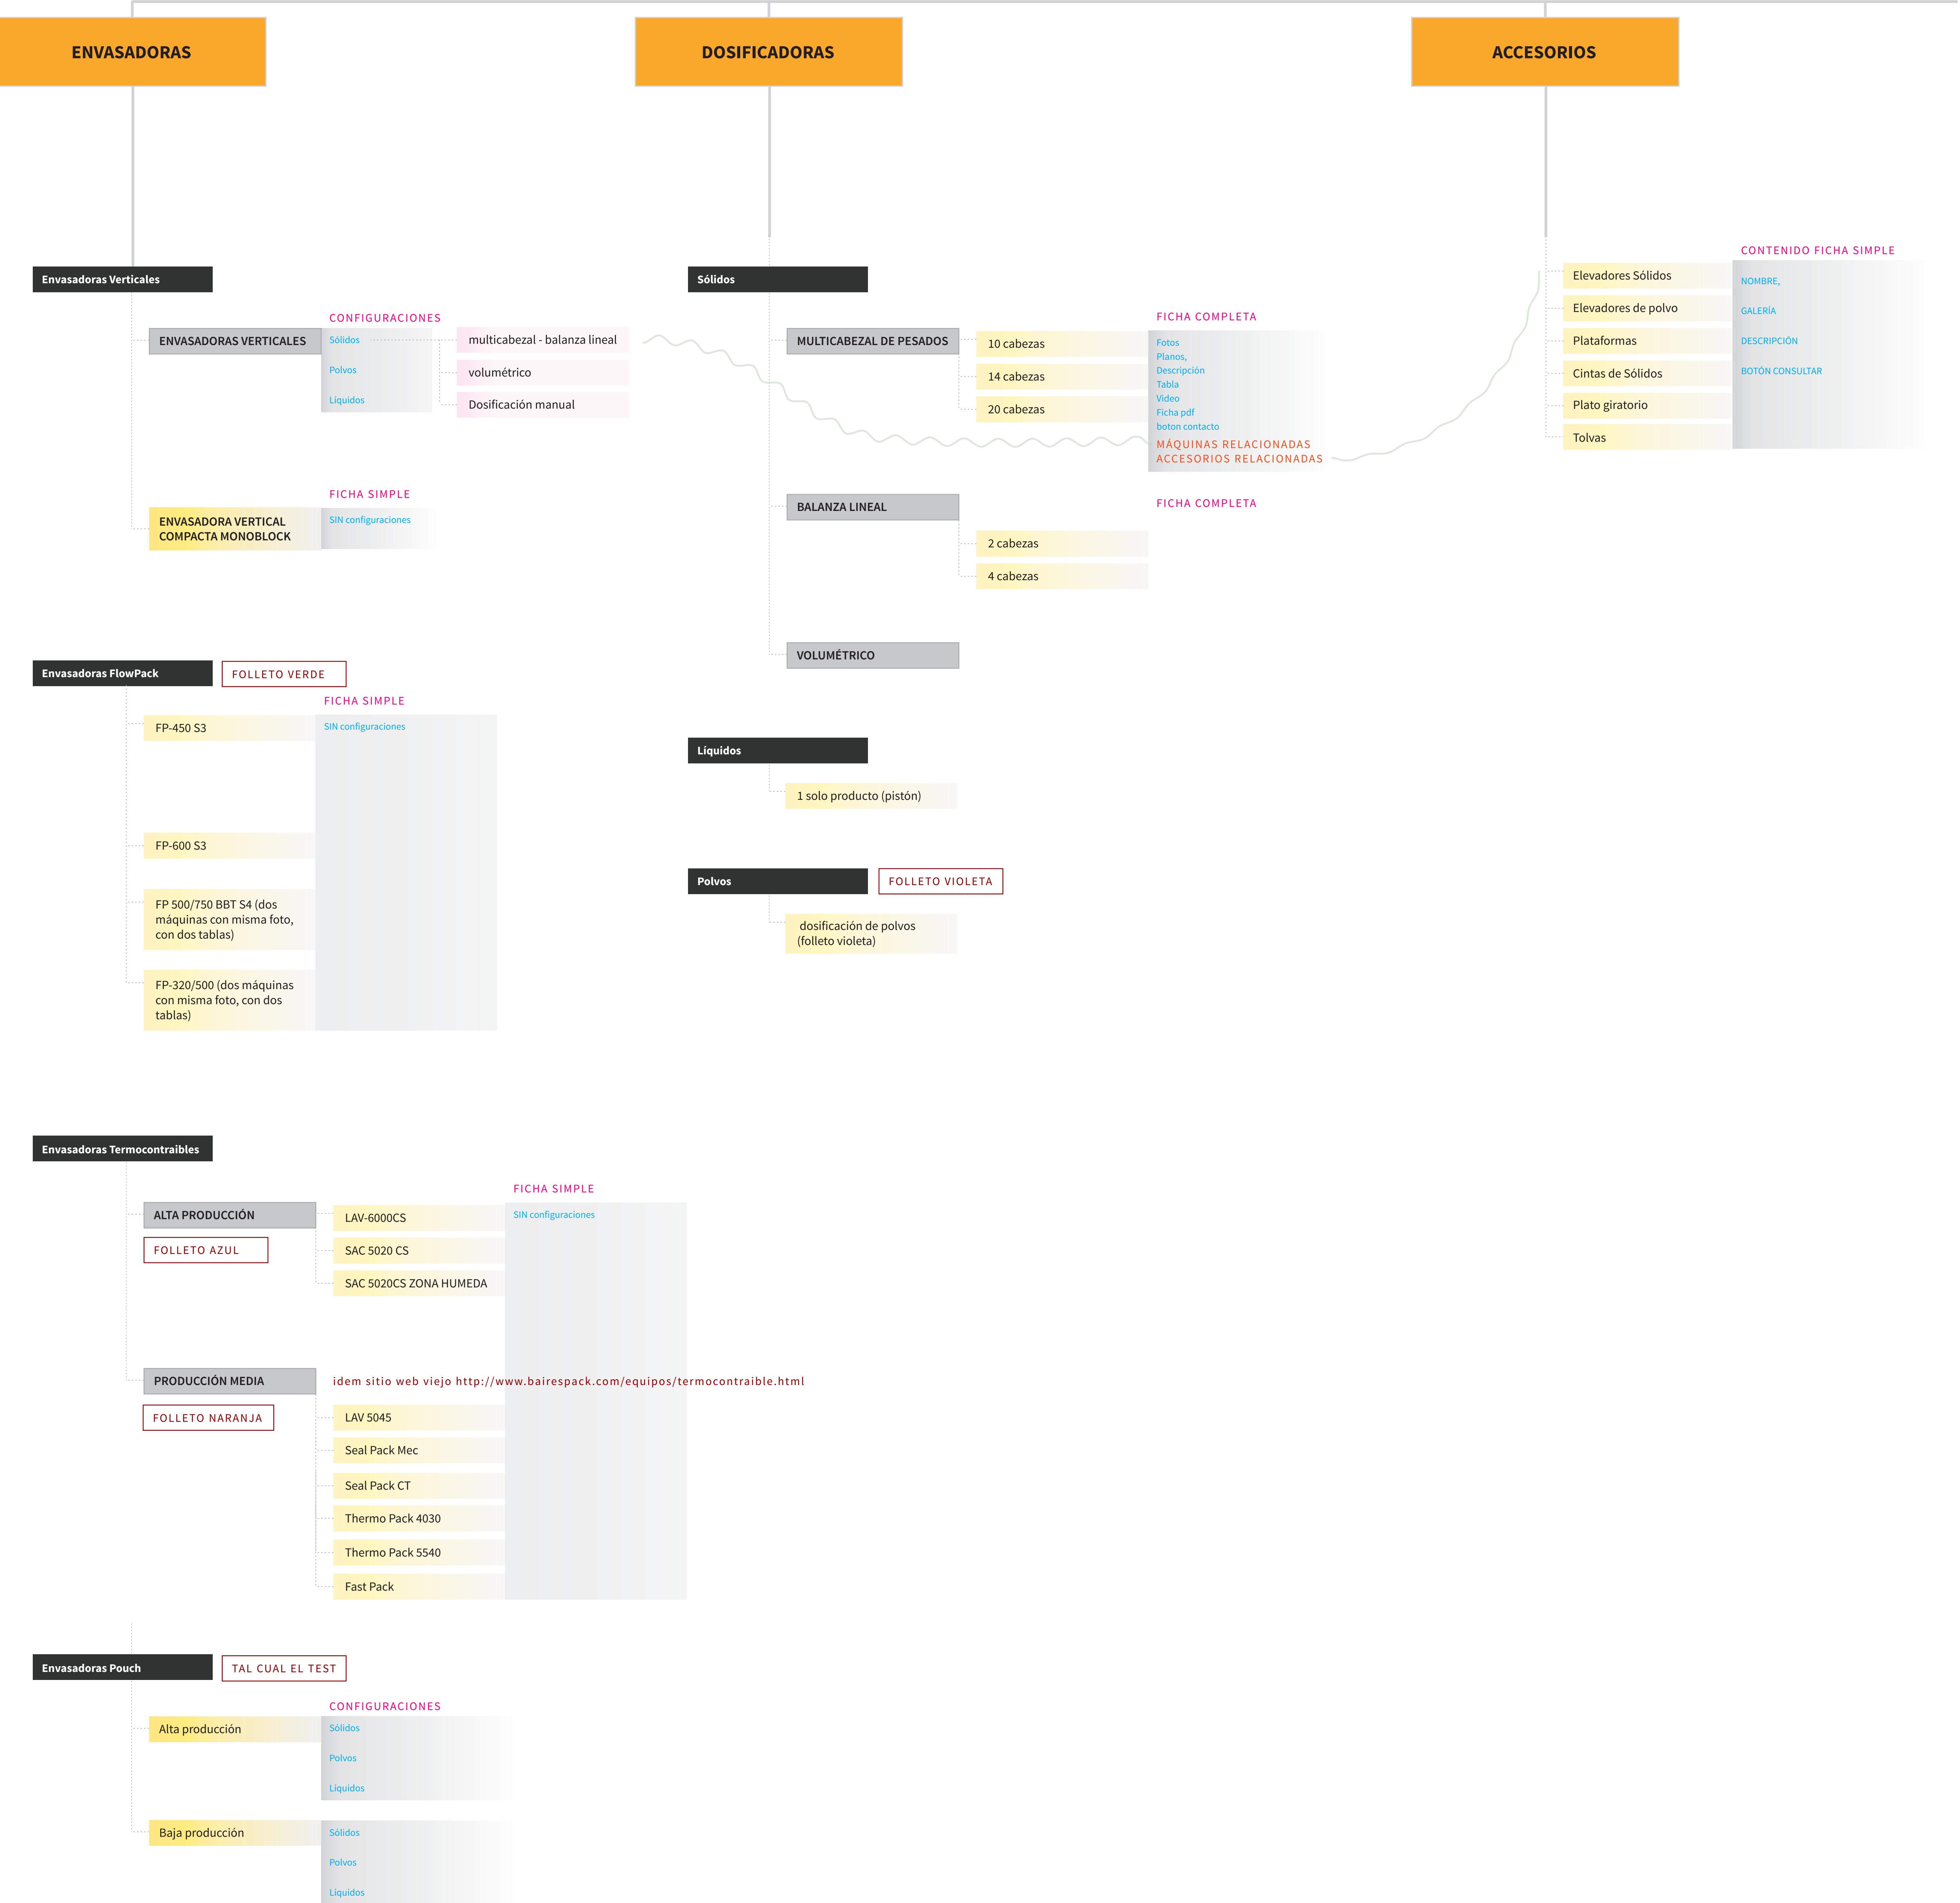 ENVASADORAS
DOSIFICADORAS
ACCESORIOS
Envasadoras Verticales
CONFIGURACIONES
ENVASADORAS VERTICALES
Sólidos
Polvos
Líquidos
multicabezal - balanza lineal
volumétrico
Dosificación manual
FICHA SIMPLE
ENVASADORA VERTICAL
COMPACTA MONOBLOCK
SIN configuraciones
Envasadoras FlowPack
FOLLETO VERDE
FICHA SIMPLE
FP-450 S3
SIN configuraciones
FP-600 S3
FP 500/750 BBT S4 (dos
máquinas con misma foto,
con dos tablas)
FP-320/500 (dos máquinas
con misma foto, con dos
tablas)
Envasadoras Termocontraibles
FICHA SIMPLE
ALTA PRODUCCIÓN
FOLLETO AZUL
LAV-6000CS
SAC 5020 CS
SAC 5020CS ZONA HUMEDA
SIN configuraciones
PRODUCCIÓN MEDIA
idem sitio web viejo http://www.bairespack.com/equipos/termocontraible.html
FOLLETO NARANJA
LAV 5045
Seal Pack Mec
Seal Pack CT
Thermo Pack 4030
Thermo Pack 5540
Fast Pack
Envasadoras Pouch
TAL CUAL EL TEST
CONFIGURACIONES
Alta producción
Sólidos
Polvos
Líquidos
Baja producción
Sólidos
Polvos
Líquidos
Sólidos
MULTICABEZAL DE PESADOS
10 cabezas
14 cabezas
20 cabezas
FICHA COMPLETA
Fotos
Planos,
Descripción
Tabla
Video
Ficha pdf
boton contacto
MÁQUINAS RELACIONADAS
ACCESORIOS RELACIONADAS
BALANZA LINEAL
FICHA COMPLETA
2 cabezas
4 cabezas
VOLUMÉTRICO
Líquidos
1 solo producto (pistón)
Polvos
FOLLETO VIOLETA
dosificación de polvos
(folleto violeta)
CONTENIDO FICHA SIMPLE
Elevadores Sólidos
Elevadores de polvo
Plataformas
Cintas de Sólidos
Plato giratorio
Tolvas
NOMBRE,
GALERÍA
DESCRIPCIÓN
BOTÓN CONSULTAR